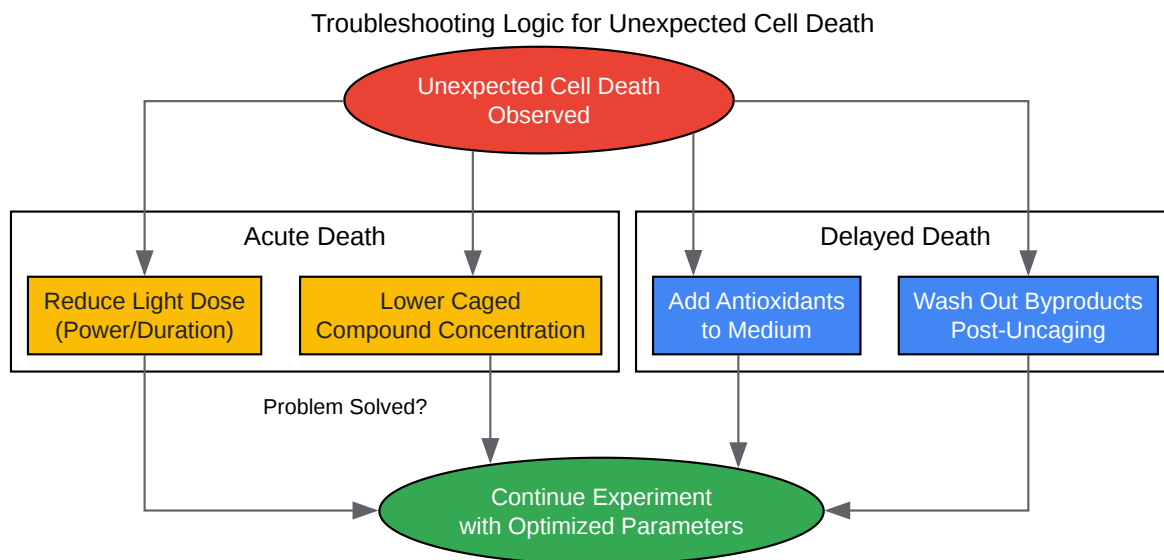 Troubleshooting Logic for Unexpected Cell Death
Unexpected Cell Death
Observed
Acute Death
Delayed Death
Reduce Light Dose
(Power/Duration)
Lower Caged
Compound Concentration
Add Antioxidants
to Medium
Wash Out Byproducts
Post-Uncaging
Problem Solved?
Continue Experiment
with Optimized Parameters